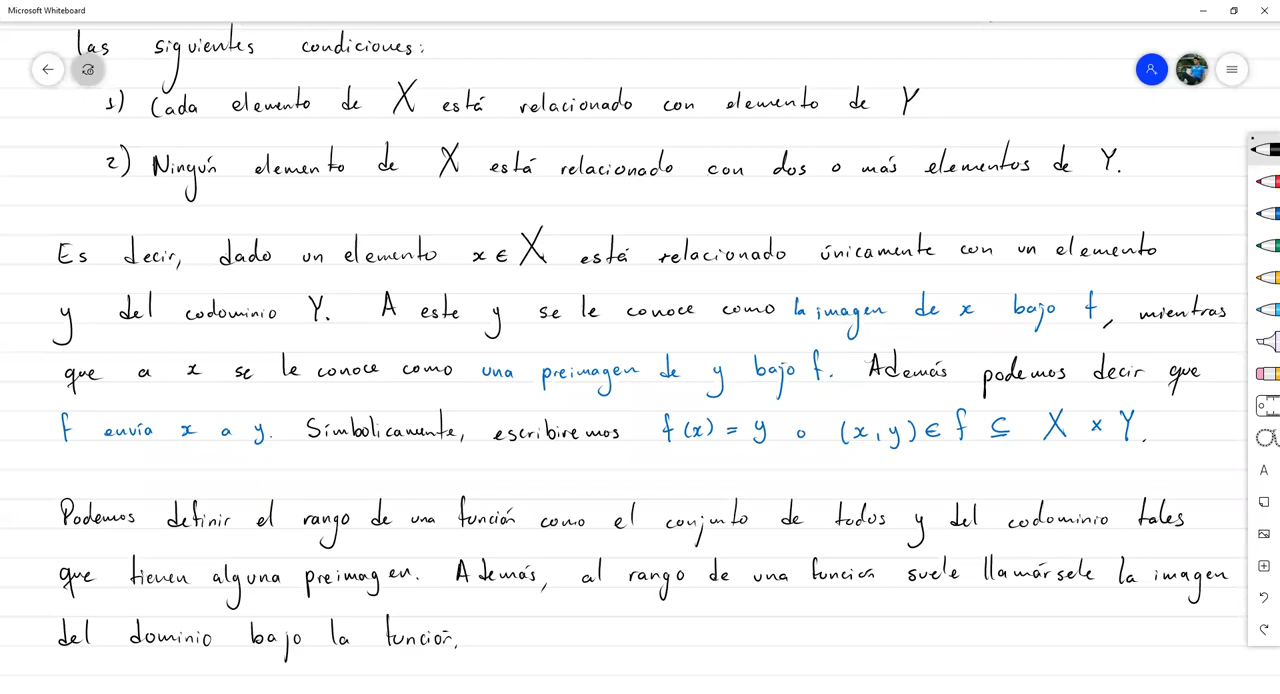 Microsoft Whiteboard
las siguientes condiciones:
1) Cada elemento de X está relacionado con elemento de Y
2) Ningún elemento de X está relacionado con dos o más elementos de Y.
Es decir, dado un elemento x ∈ X está relacionado únicamente con un elemento
y del codominio Y. A este y se le conoce como la imagen de x bajo f, mientras
que a x se le conoce como una preimagen de y bajo f. Además podemos decir que
f envía x a y. Simbolicamente, escribiremos f(x) = y o (x,y) ∈ f ⊆ X × Y.
Podemos definir el rango de una función como el conjunto de todos y del codominio tales
que tienen alguna preimagen. Además, al rango de una función suele llamársele la imagen
del dominio bajo la función.
A